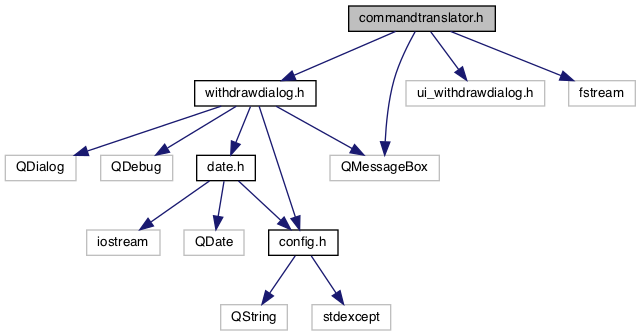 commandtranslator.h
withdrawdialog.h
ui_withdrawdialog.h
fstream
QDialog
QDebug
date.h
QMessageBox
iostream
QDate
config.h
QString
stdexcept